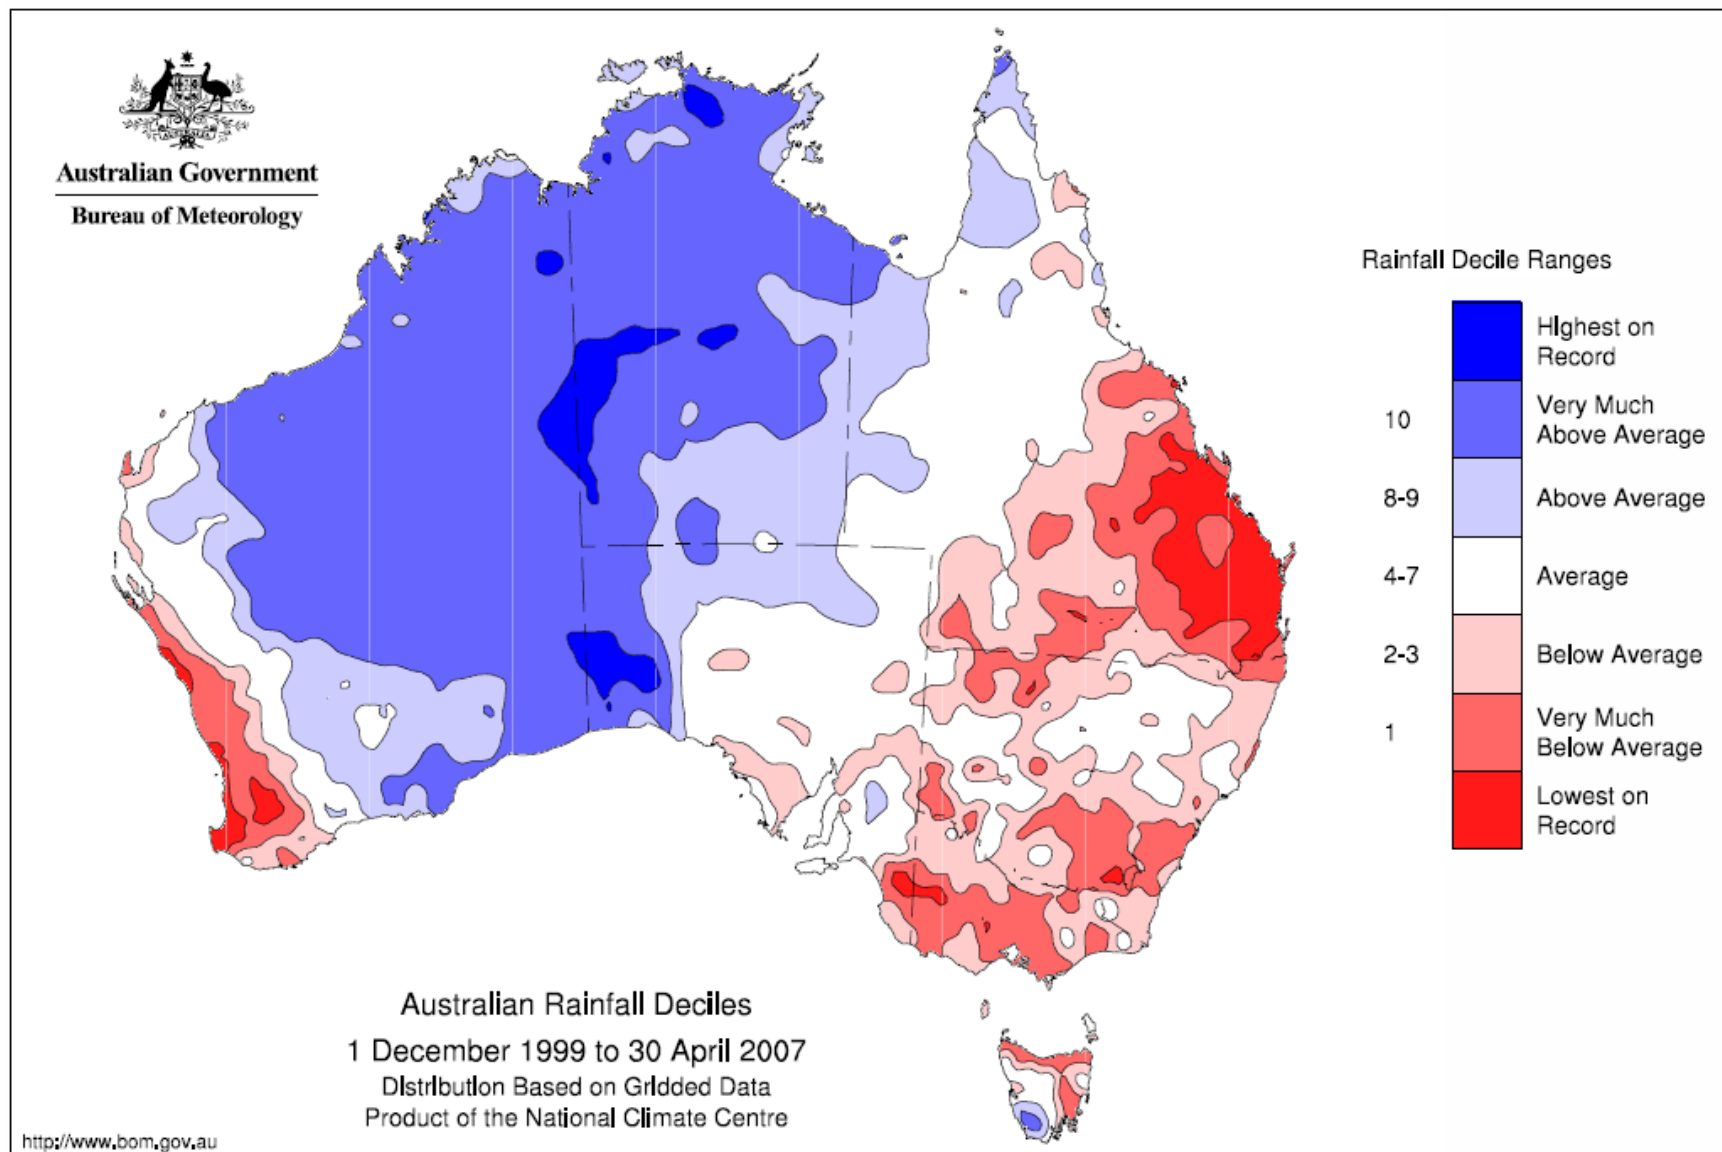 Australian Government
Bureau of Meteorology
Rainfall Decile Ranges
Highest on
Record
10
Very Much
Above Average
8-9
Above Average
4-7
Average
2-3
Below Average
1
Very Much
Below Average
Lowest on
Record
Australian Rainfall Deciles
1 December 1999 to 30 April 2007
Distribution Based on Gridded Data
Product of the National Climate Centre
http://www.bom.gov.au